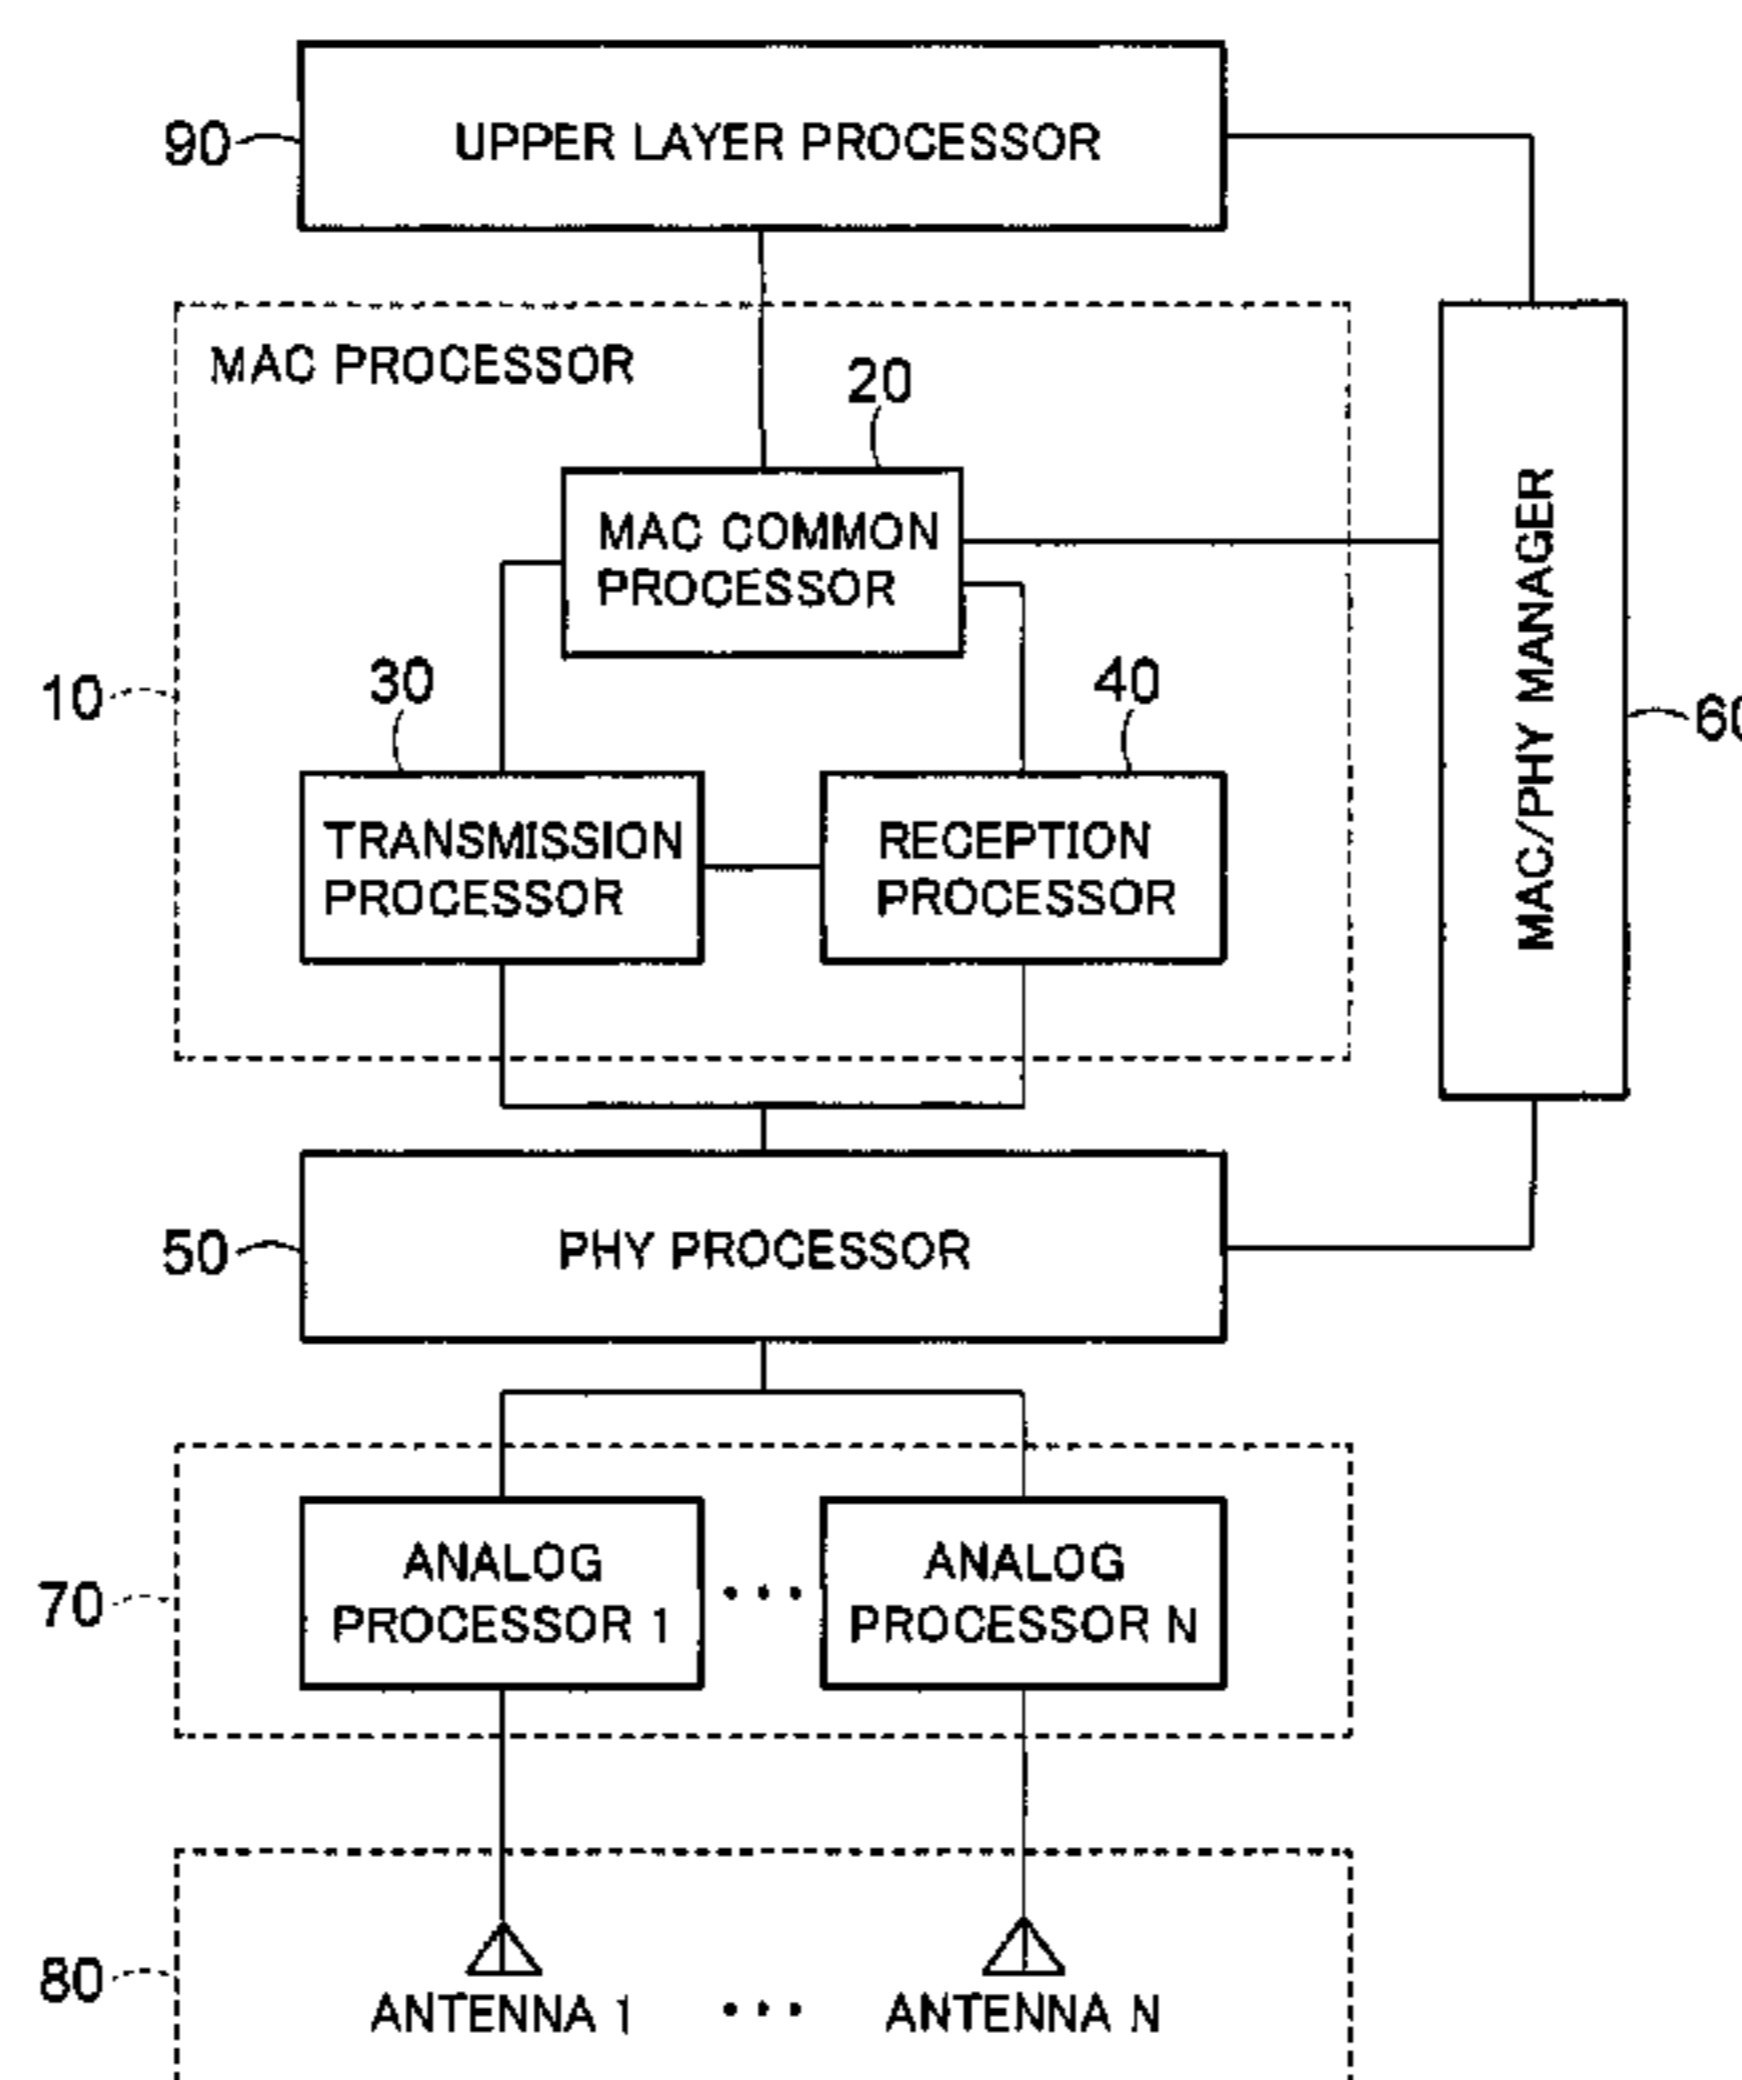 90
UPPER LAYER PROCESSOR
MAC PROCESSOR
20
MAC COMMON
PROCESSOR
MAC/PHY MANAGER
10
30
40
60
TRANSMISSION
PROCESSOR
RECEPTION
PROCESSOR
50
PHY PROCESSOR
70
ANALOG
PROCESSOR 1
• • •
ANALOG
PROCESSOR N
80
ANTENNA 1 • • • ANTENNA N